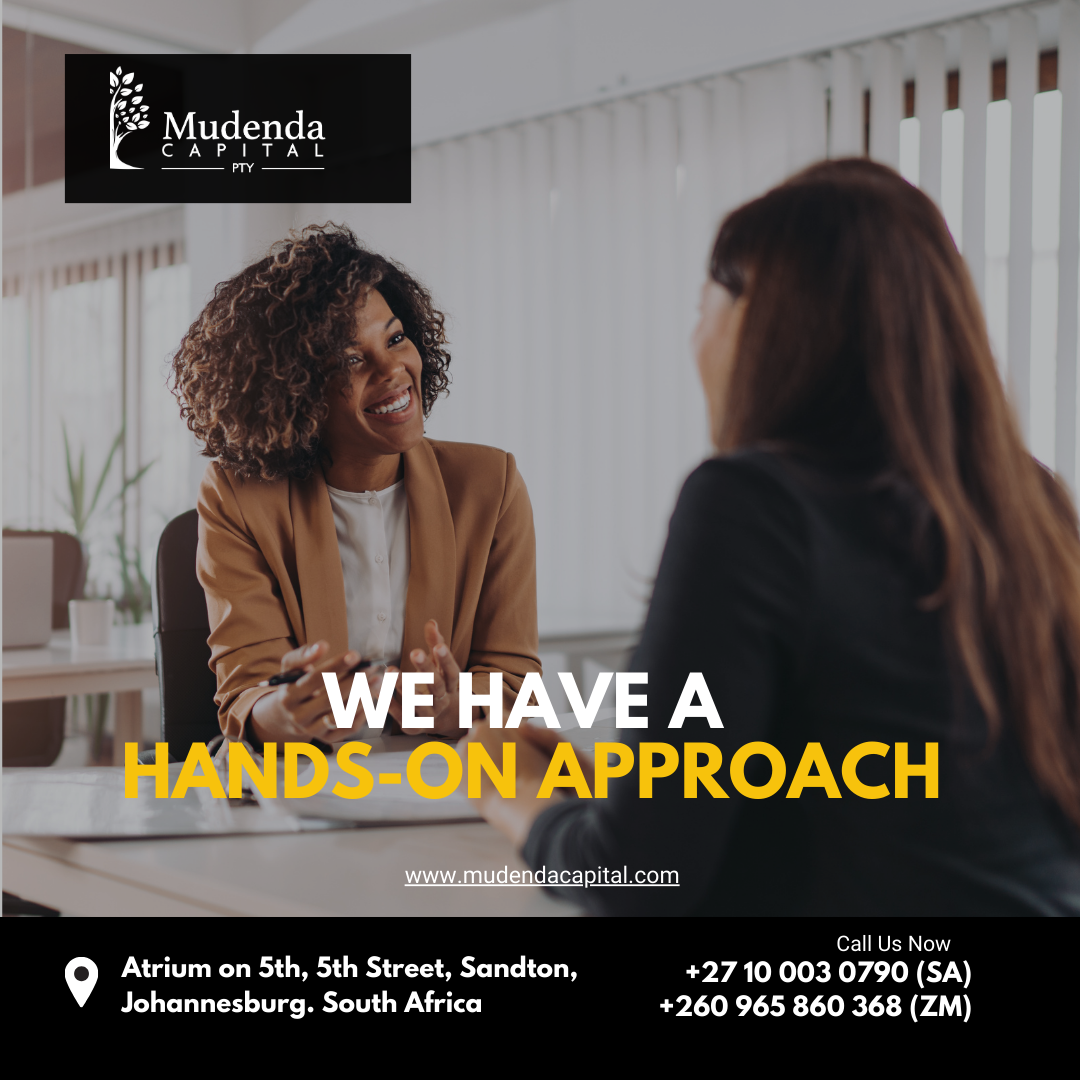 Mudenda
CAPITAL
PTY
WE HAVE A
HANDS-ON APPROACH
www.mudendacapital.com
Atrium on 5th, 5th Street, Sandton,
Johannesburg. South Africa
Call Us Now
+27 10 003 0790 (SA)
+260 965 860 368 (ZM)